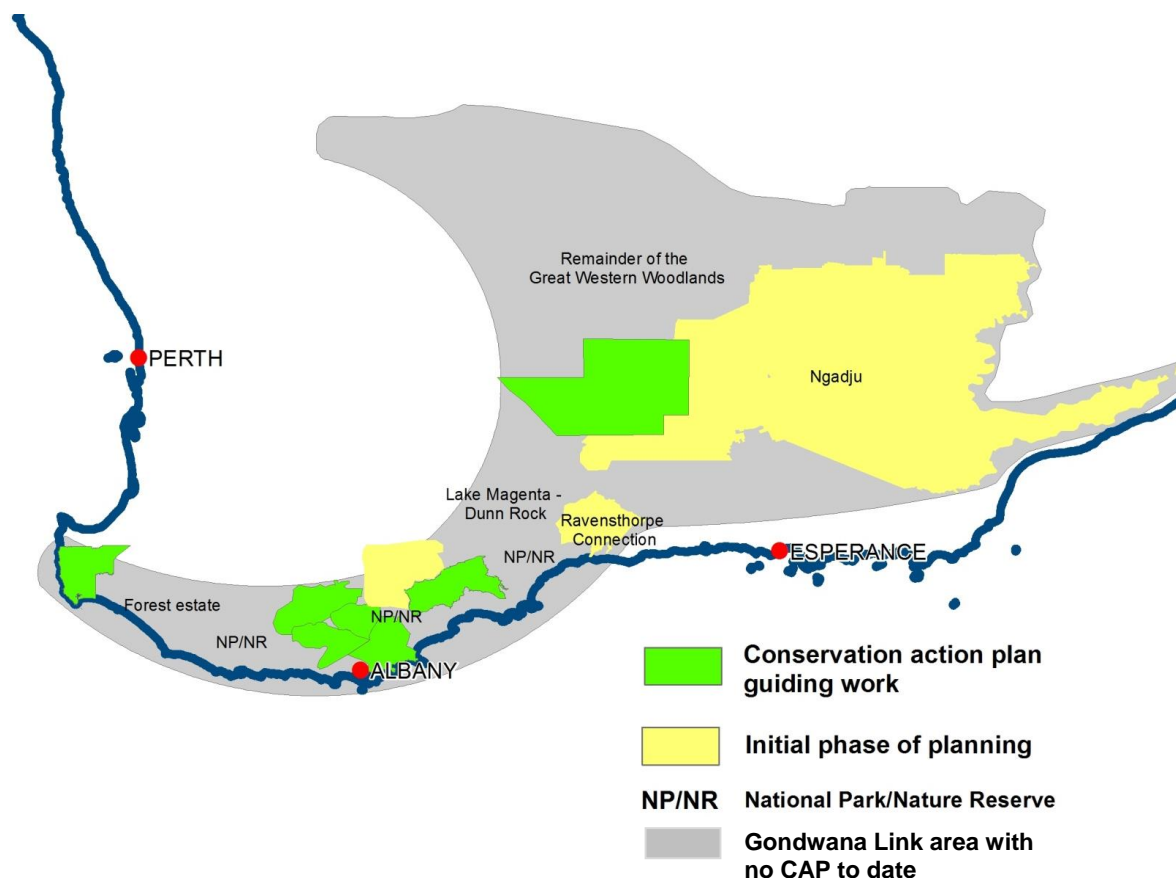 Remainder of the
Great Western Woodlands
PERTH
Ngadju
Lake Magenta -
Dunn Rock
Ravensthorpe
Connection
NP/NR
ESPERANCE
Forest estate
NP/NR
NP/NR
ALBANY
Conservation action plan
guiding work
Initial phase of planning
NP/NR National Park/Nature Reserve
Gondwana Link area with
no CAP to date